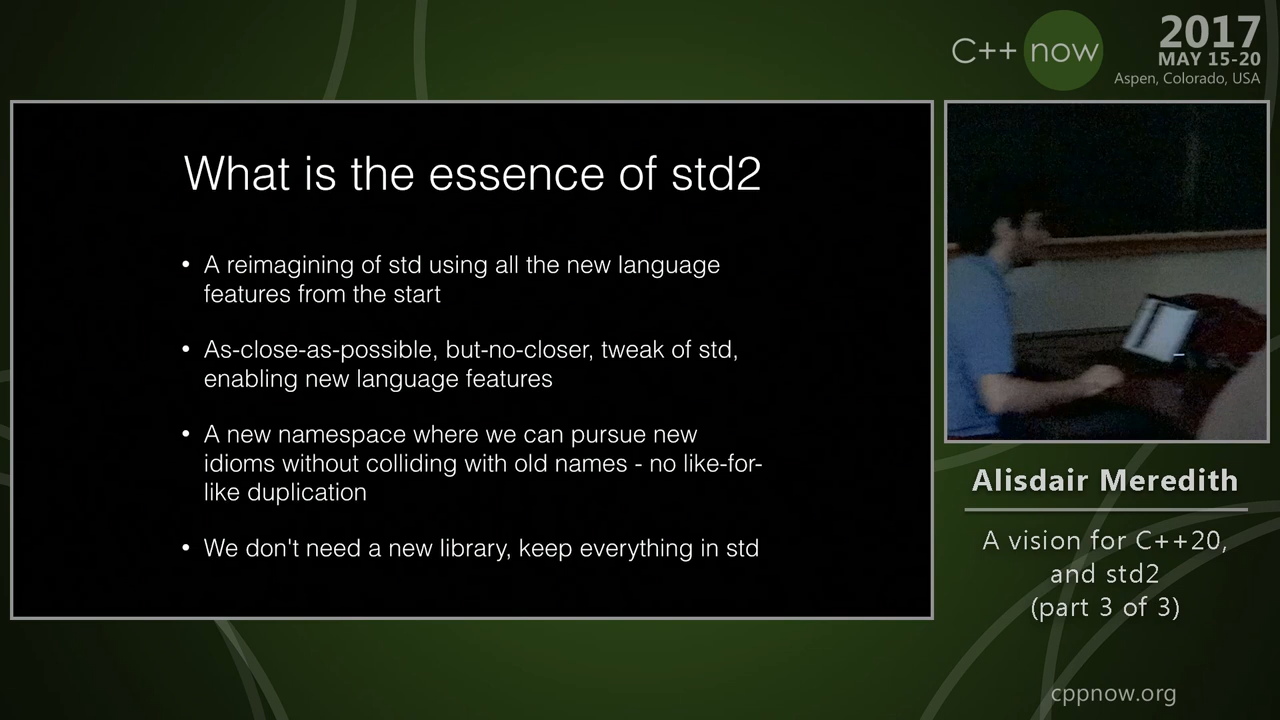 C++ now
2017
MAY 15-20
Aspen, Colorado, USA
What is the essence of std2
• A reimagining of std using all the new language
features from the start
• As-close-as-possible, but-no-closer, tweak of std,
enabling new language features
• A new namespace where we can pursue new
idioms without colliding with old names - no like-for-
like duplication
• We don't need a new library, keep everything in std
Alisdair Meredith
A vision for C++20,
and std2
(part 3 of 3)
cppnow.org